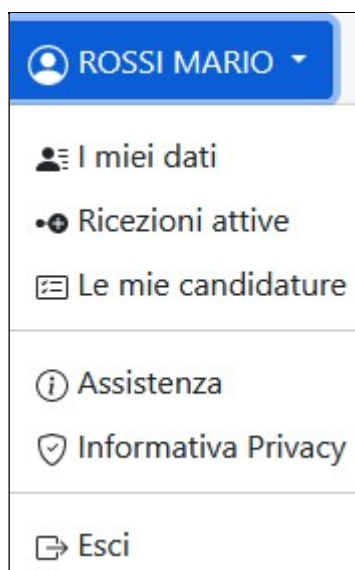 ROSSI MARIO
I miei dati
Ricezioni attive
Le mie candidature
Assistenza
Informativa Privacy
Esci